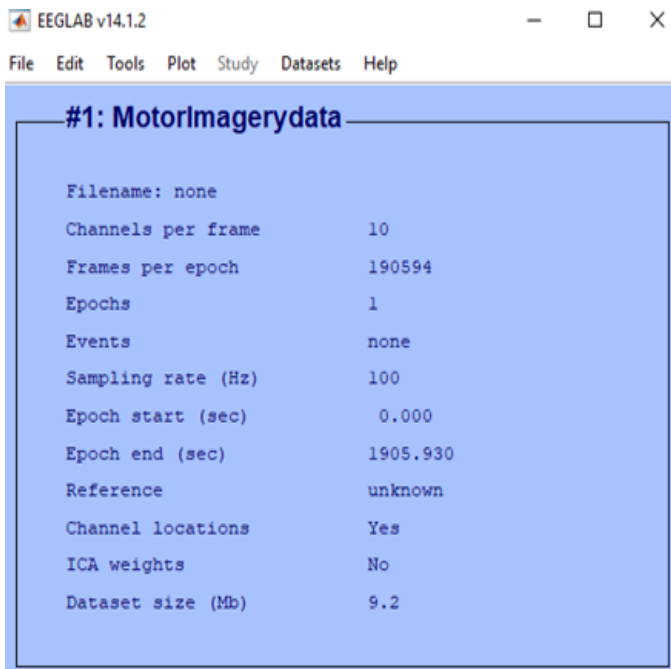 EEGLAB v14.1.2
File Edit Tools Plot Study Datasets Help
#1: MotorImagerydata
Filename: none
Channels per frame 10
Frames per epoch 190594
Epochs 1
Events none
Sampling rate (Hz) 100
Epoch start (sec) 0.000
Epoch end (sec) 1905.930
Reference unknown
Channel locations Yes
ICA weights No
Dataset size (Mb) 9.2